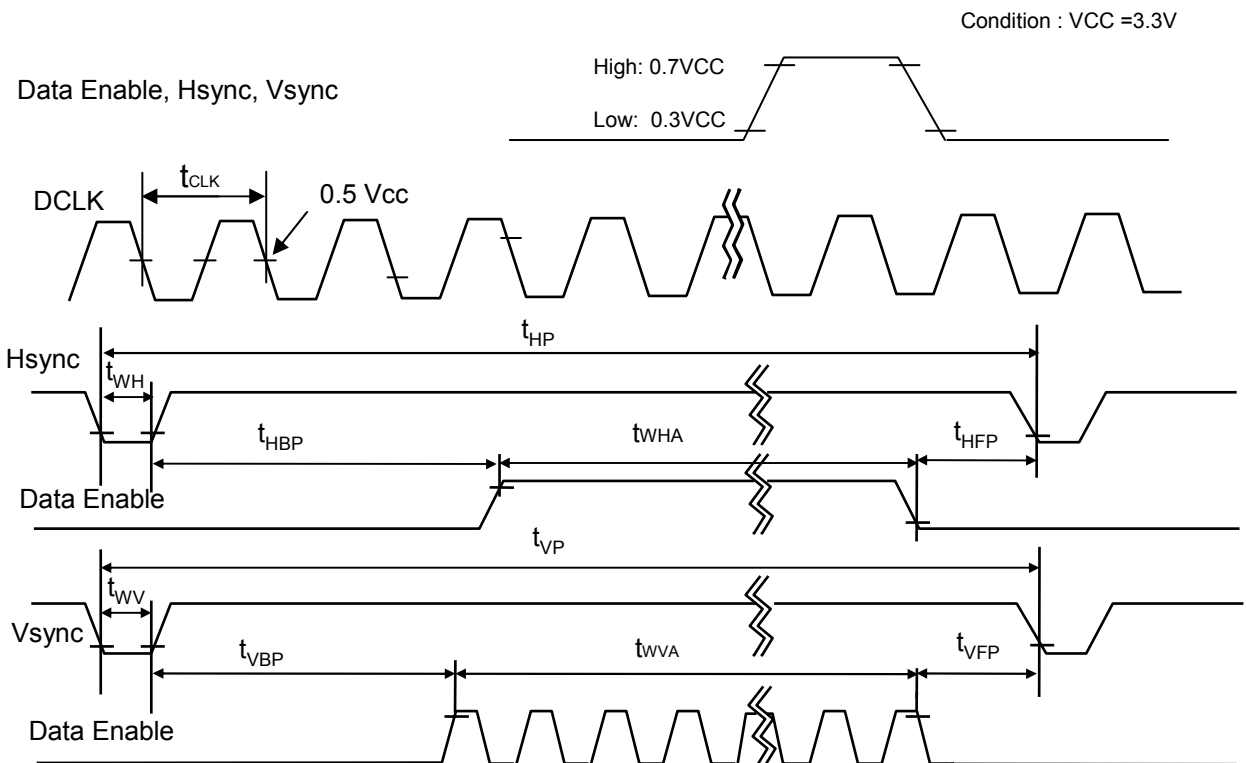 Condition : VCC =3.3V
High: 0.7VCC
Data Enable, Hsync, Vsync
Low: 0.3VCC
tCLK
0.5 Vcc
DCLK
tHP
Hsync
tWH
tHBP
tWHA
tHFP
Data Enable
tVP
tWV
Vsync
tVBP
tWVA
tVFP
Data Enable